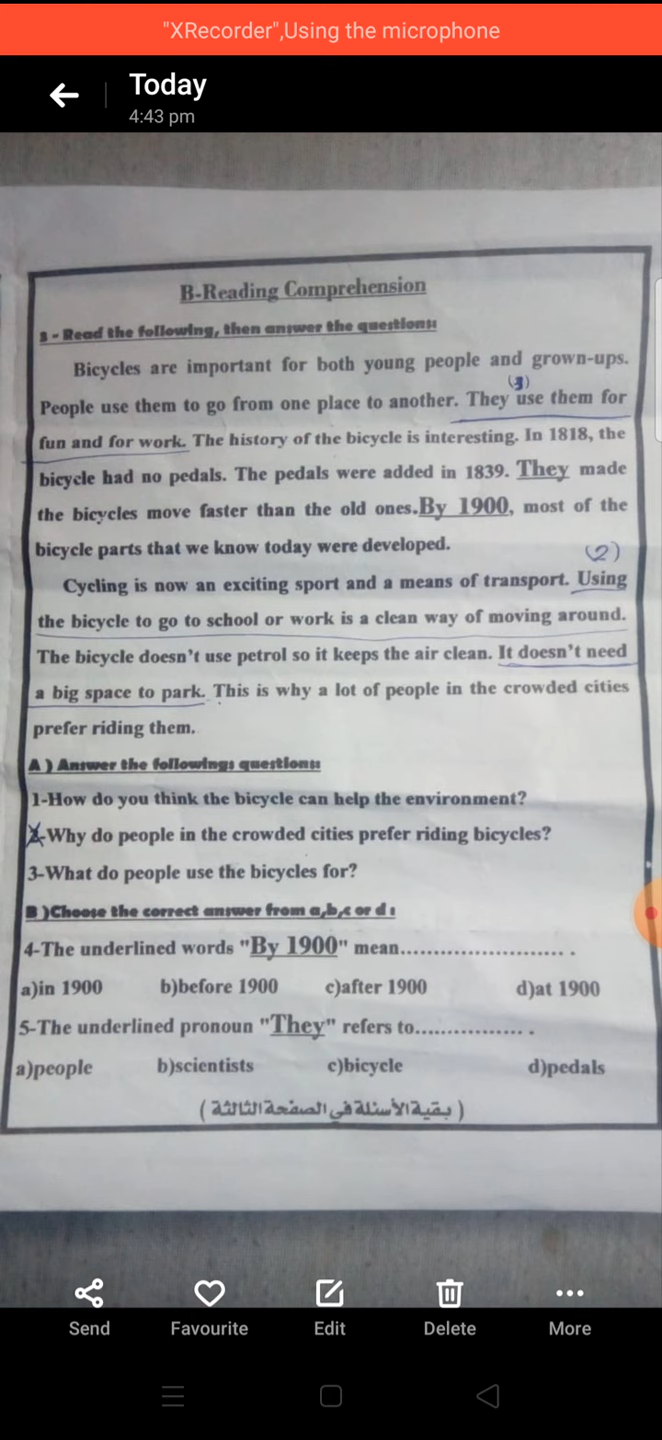 "XRecorder",Using the microphone
Today
4:43 pm
B-Reading Comprehension
3 - Read the following, then answer the questions:
Bicycles are important for both young people and grown-ups.
(3)
People use them to go from one place to another. They use them for
fun and for work. The history of the bicycle is interesting. In 1818, the
bicycle had no pedals. The pedals were added in 1839. They made
the bicycles move faster than the old ones.By 1900, most of the
bicycle parts that we know today were developed.
(2)
Cycling is now an exciting sport and a means of transport. Using
the bicycle to go to school or work is a clean way of moving around.
The bicycle doesn't use petrol so it keeps the air clean. It doesn't need
a big space to park. This is why a lot of people in the crowded cities
prefer riding them.
A ) Answer the followings questions:
1-How do you think the bicycle can help the environment?
2-Why do people in the crowded cities prefer riding bicycles?
3-What do people use the bicycles for?
B )Choose the correct answer from a,b,c or d :
4-The underlined words "By 1900" mean........................ .
a)in 1900 b)before 1900 c)after 1900 d)at 1900
5-The underlined pronoun "They" refers to................ .
a)people b)scientists c)bicycle d)pedals
( بقية الأسئلة في الصفحة الثالثة )
Send Favourite Edit Delete More